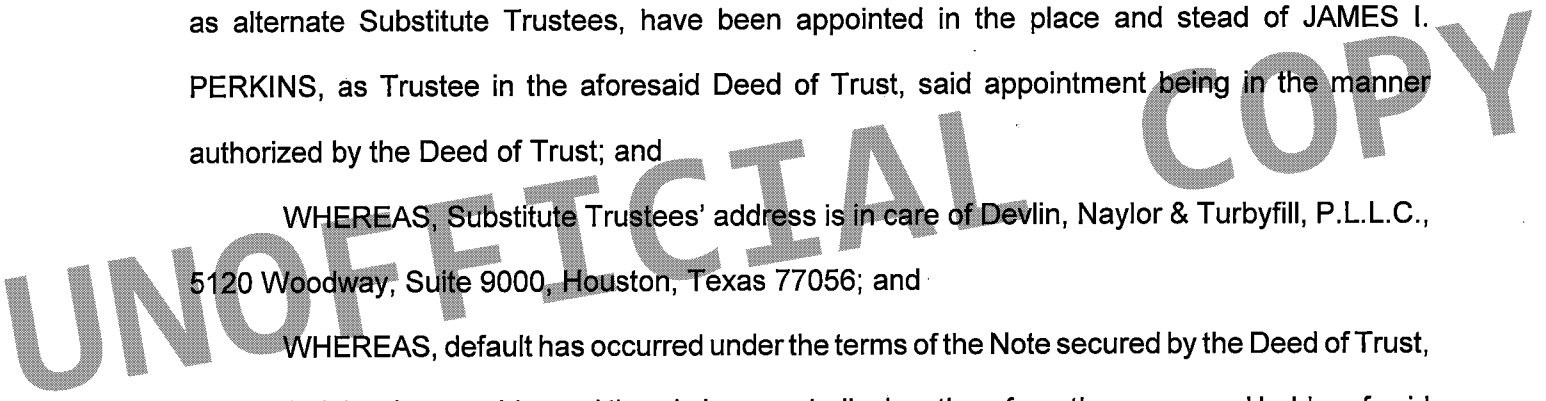 as alternate Substitute Trustees, have been appointed in the place and stead of JAMES I.
PERKINS, as Trustee in the aforesaid Deed of Trust, said appointment being in the manner
authorized by the Deed of Trust; and
WHEREAS, Substitute Trustees' address is in care of Devlin, Naylor & Turbyfill, P.L.L.C.,
5120 Woodway, Suite 9000, Houston, Texas 77056; and
WHEREAS, default has occurred under the terms of the Note secured by the Deed of Trust,
UNOFFICIAL COPY